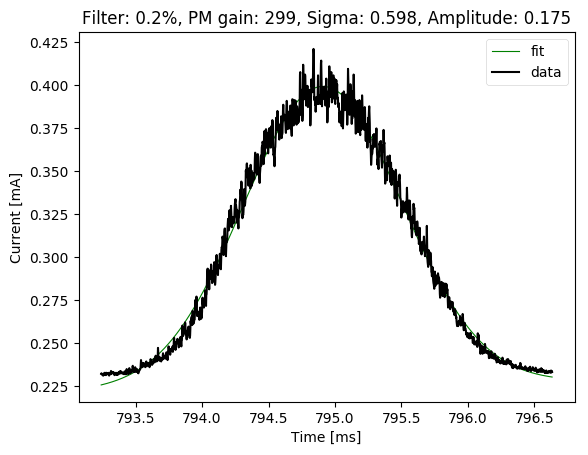 Filter: 0.2%, PM gain: 299, Sigma: 0.598, Amplitude: 0.175
fit
data
0.425
0.400
0.375
0.350
0.325
0.300
0.275
0.250
0.225
Current [mA]
793.5 794.0 794.5 795.0 795.5 796.0 796.5
Time [ms]